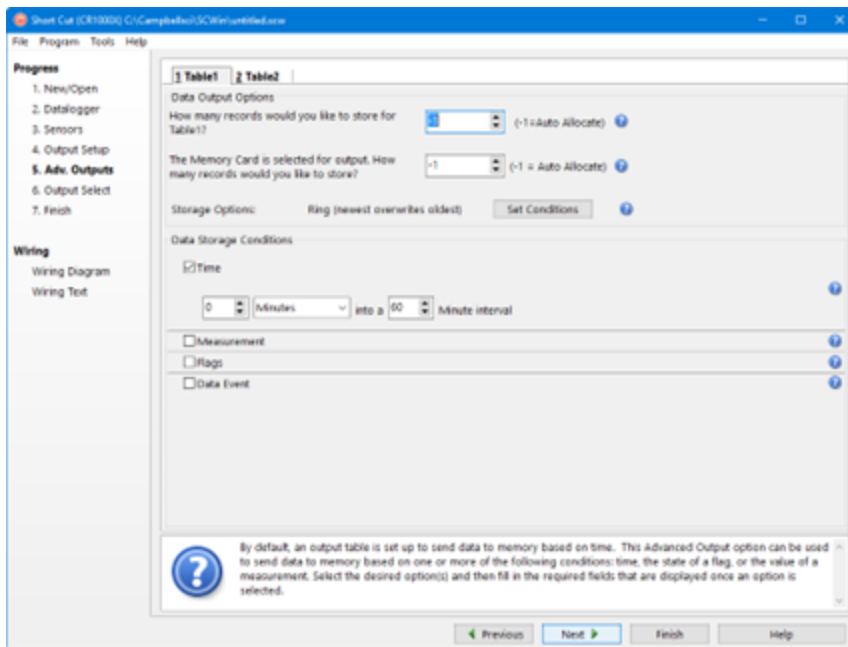 Short Cut (CR1000X) C:\Campbellsci\SCWin\untitled.scw
File Program Tools Help
Progress
1. New/Open
2. Datalogger
3. Sensors
4. Output Setup
5. Adv. Outputs
6. Output Select
7. Finish
Wiring
Wiring Diagram
Wiring Text
1 Table1 2 Table2
Data Output Options
How many records would you like to store for
Table1?
-1 (-1=Auto Allocate)
The Memory Card is selected for output. How
many records would you like to store?
-1 (-1 = Auto Allocate)
Storage Options: Ring (newest overwrites oldest) Set Conditions
Data Storage Conditions
Time
0 Minutes into a 60 Minute interval
Measurement
Flags
Data Event
By default, an output table is set up to send data to memory based on time. This Advanced Output option can be used
to send data to memory based on one or more of the following conditions: time, the state of a flag, or the value of a
measurement. Select the desired option(s) and then fill in the required fields that are displayed once an option is
selected.
Previous Next Finish Help